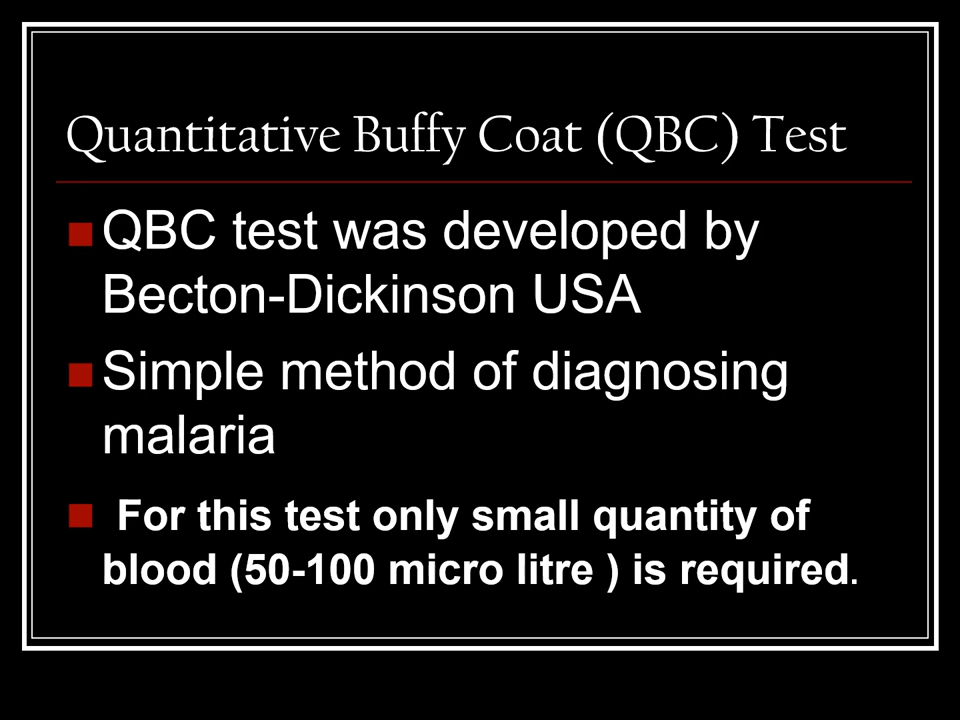 Quantitative Buffy Coat (QBC) Test
QBC test was developed by
Becton-Dickinson USA
Simple method of diagnosing
malaria
For this test only small quantity of
blood (50-100 micro litre ) is required.